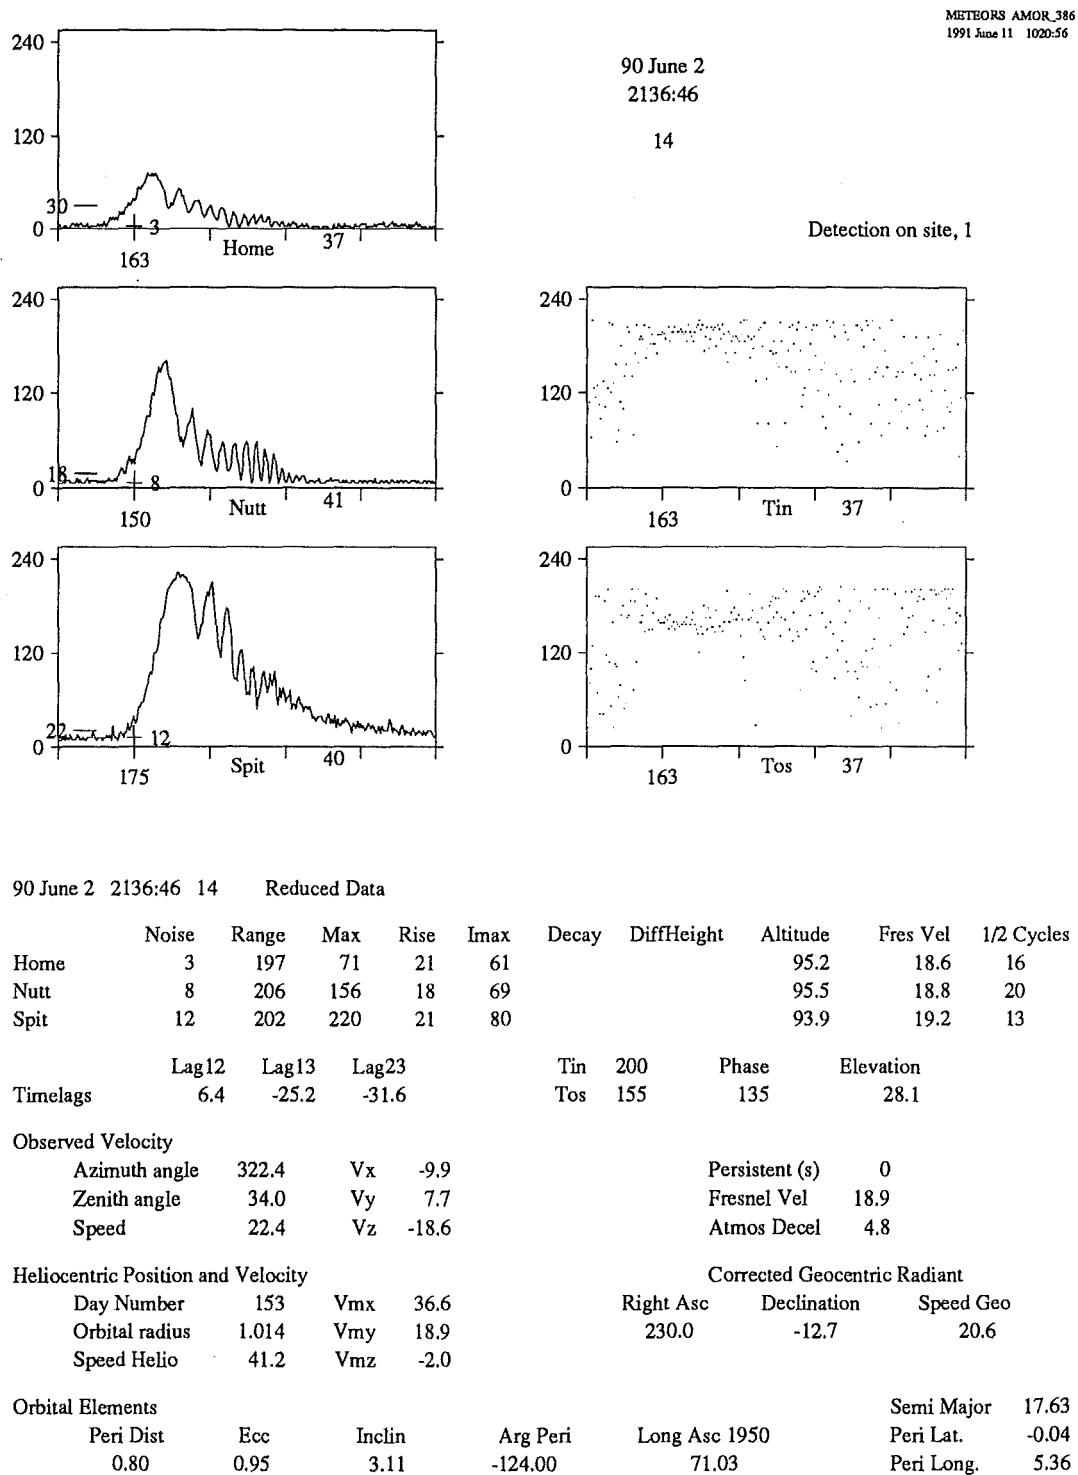 METEORS AMOR_386
1991 June 11 1020:56
90 June 2
2136:46
14
240
120
30
0
3
163
Home
37
Detection on site, 1
240
120
18
0
8
150
Nutt
41
240
120
0
163
Tin
37
240
120
22
0
12
175
Spit
40
240
120
0
163
Tos
37
90 June 2 2136:46 14 Reduced Data
Noise Range Max Rise Imax Decay DiffHeight Altitude Fres Vel 1/2 Cycles
Home 3 197 71 21 61 95.2 18.6 16
Nutt 8 206 156 18 69 95.5 18.8 20
Spit 12 202 220 21 80 93.9 19.2 13
Lag12 Lag13 Lag23 Tin 200 Phase Elevation
Timelags 6.4 -25.2 -31.6 Tos 155 135 28.1
Observed Velocity
Azimuth angle 322.4 Vx -9.9 Persistent (s) 0
Zenith angle 34.0 Vy 7.7 Fresnel Vel 18.9
Speed 22.4 Vz -18.6 Atmos Decel 4.8
Heliocentric Position and Velocity Corrected Geocentric Radiant
Day Number 153 Vmx 36.6 Right Asc Declination Speed Geo
Orbital radius 1.014 Vmy 18.9 230.0 -12.7 20.6
Speed Helio 41.2 Vmz -2.0
Orbital Elements Semi Major 17.63
Peri Dist Ecc Inclin Arg Peri Long Asc 1950 Peri Lat. -0.04
0.80 0.95 3.11 -124.00 71.03 Peri Long. 5.36